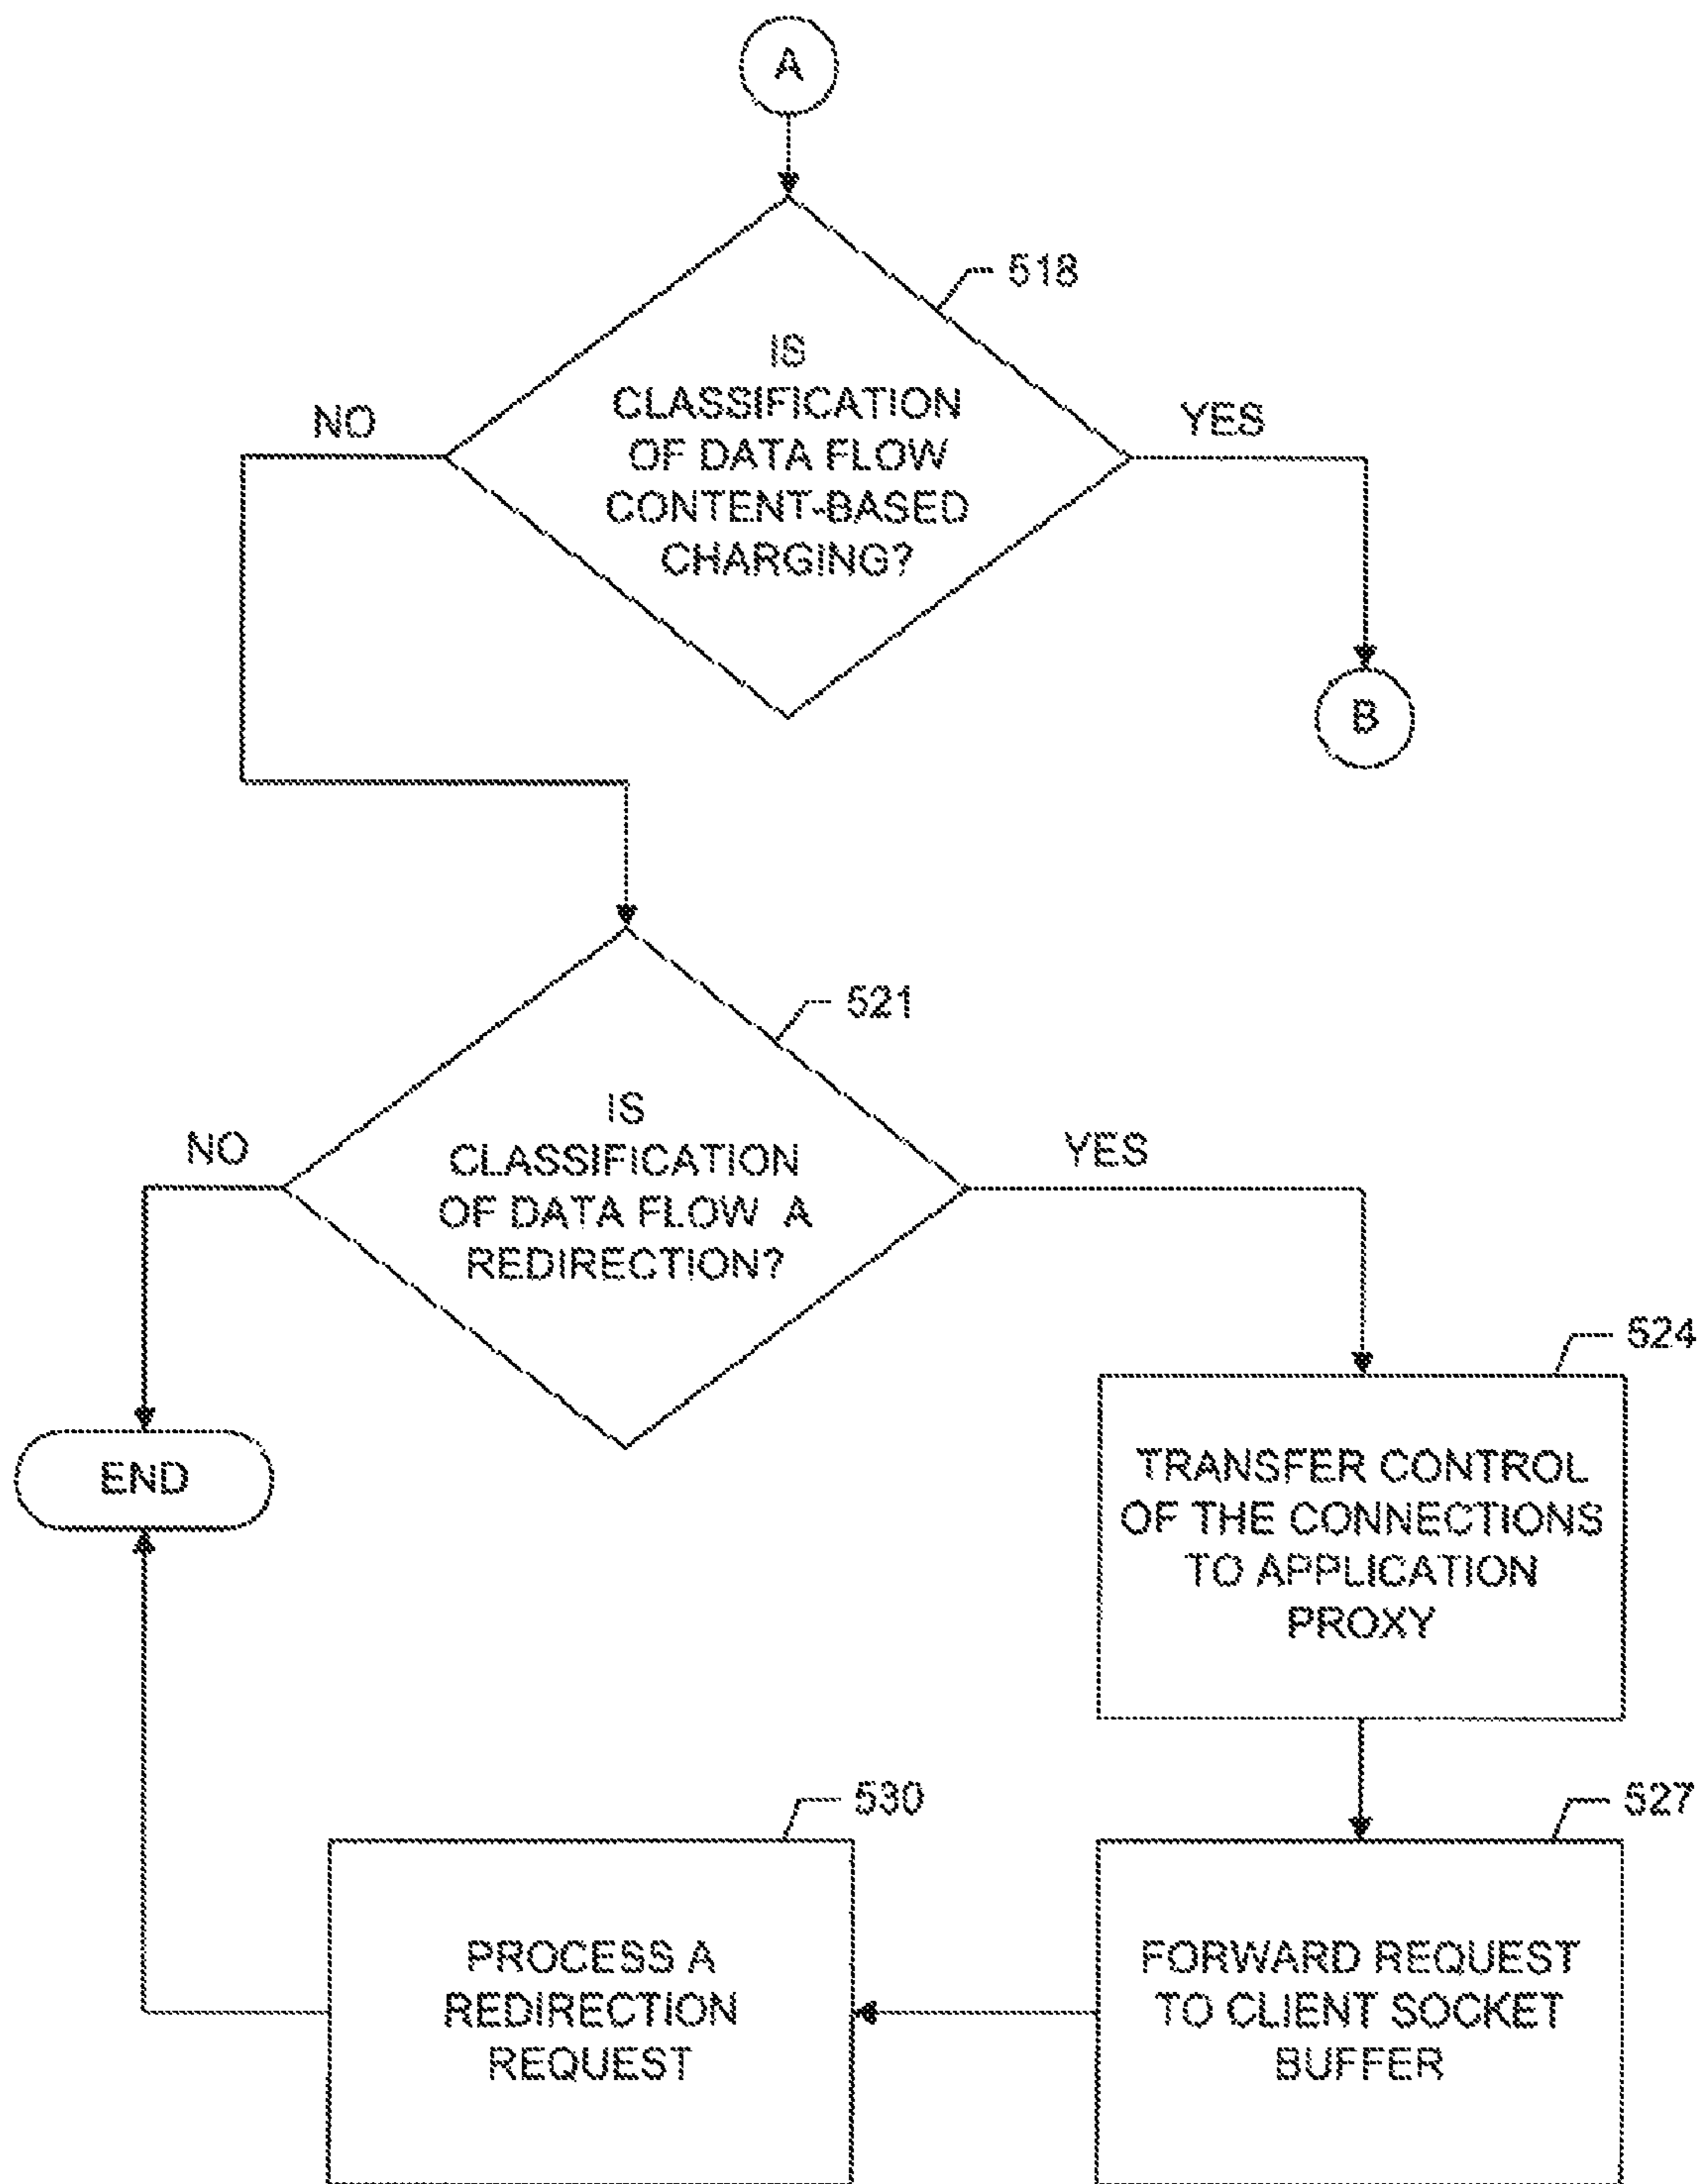 A
518
IS
CLASSIFICATION
OF DATA FLOW
CONTENT-BASED
CHARGING?
NO
YES
B
521
IS
CLASSIFICATION
OF DATA FLOW A
REDIRECTION?
NO
YES
END
524
TRANSFER CONTROL
OF THE CONNECTIONS
TO APPLICATION
PROXY
527
FORWARD REQUEST
TO CLIENT SOCKET
BUFFER
530
PROCESS A
REDIRECTION
REQUEST